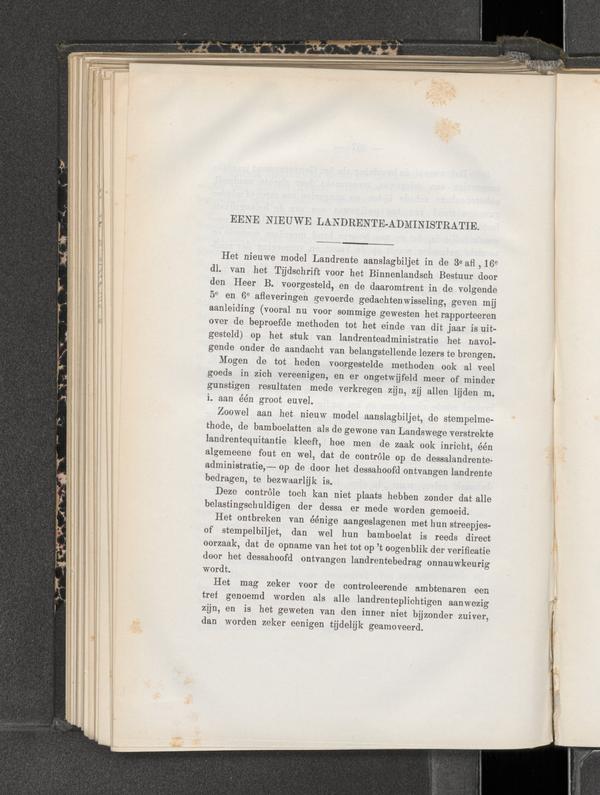 EENE NIEUWE LANDRENTE-ADMINISTRATIE.
Het nieuwe model Landrente aanslagbiljet in de 3e afl , 16e
dl. van het Tijdschrift voor het Binnenlandsch Bestuur door
den Heer B. voorgesteld, en de daaromtrent in de volgende
5e en 6e afleveringen gevoerde gedachtenwisseling, geven mij
aanleiding (vooral nu voor sommige gewesten het rapporteeren
over de beproefde methoden tot het einde van dit jaar is uit-
gesteld) op het stuk van landrenteadministratie het navol-
gende onder de aandacht van belangstellende lezers te brengen.
Mogen de tot heden voorgestelde methoden ook al veel
goeds in zich vereenigen, en er ongetwijfeld meer of minder
gunstigen resultaten mede verkregen zijn, zij allen lijden m.
i. aan één groot euvel.
Zoowel aan het nieuw model aanslagbiljet, de stempelme-
thode, de bamboelatten als de gewone van Landswege verstrekte
landrentequitantie kleeft, hoe men de zaak ook inricht, één
algemeene fout en wel, dat de contrôle op de dessalandrente-
administratie,— op de door het dessahoofd ontvangen landrente
bedragen, te bezwaarlijk is.
Deze contrôle toch kan niet plaats hebben zonder dat alle
belastingschuldigen der dessa er mede worden gemoeid.
Het ontbreken van éénige aangeslagenen met hun streepjes-
of stempelbiljet, dan wel hun bamboelat is reeds direct
oorzaak, dat de opname van het tot op 't oogenblik der verificatie
door het dessahoofd ontvangen landrentebedrag onnauwkeurig
wordt.
Het mag zeker voor de controleerende ambtenaren een
tref genoemd worden als alle landrenteplichtigen aanwezig
zijn, en is het geweten van den inner niet bijzonder zuiver,
dan worden zeker eenigen tijdelijk geamoveerd.